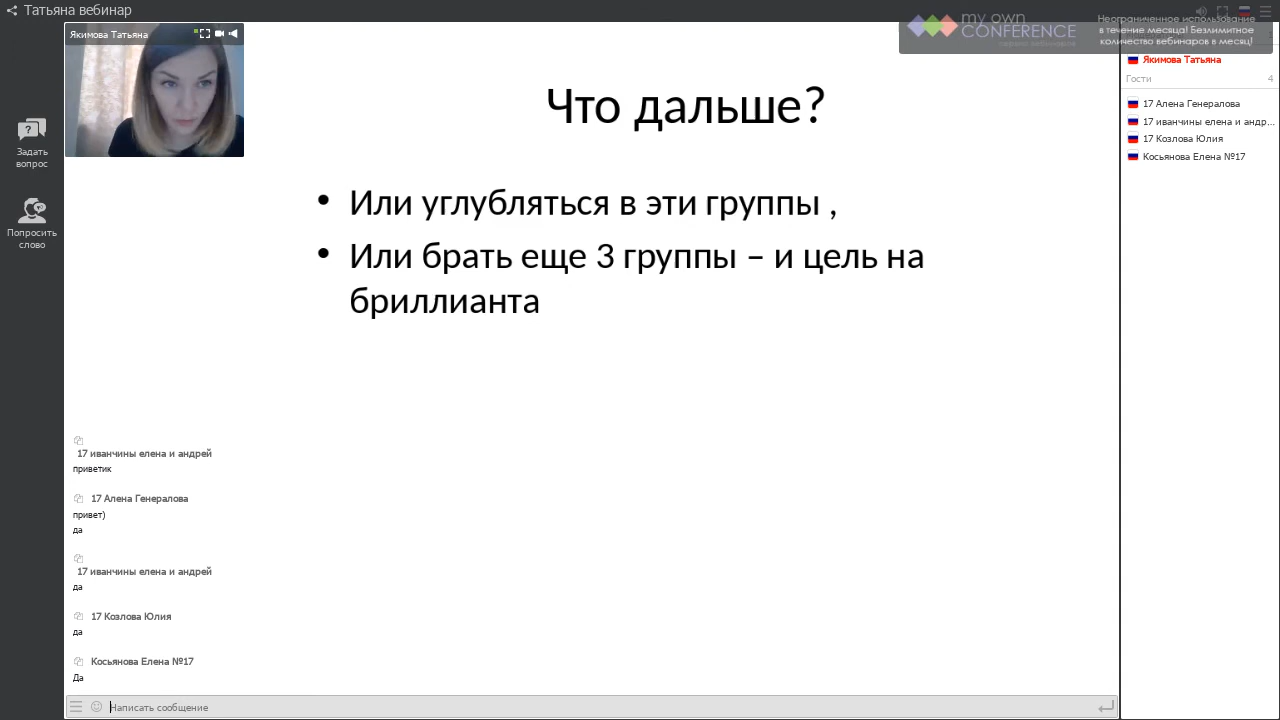 Татьяна вебинар
Якимова Татьяна
my own
CONFERENCE
Неограниченное использование
в течение месяца! Безлимитное
количество вебинаров в месяц!
Задать
вопрос
Попросить
слово
Что дальше?
• Или углубляться в эти группы ,
• Или брать еще 3 группы – и цель на
бриллианта
Якимова Татьяна
Гости 4
17 Алена Генералова
17 иванчины елена и андр...
17 Козлова Юлия
Косьянова Елена №17
17 иванчины елена и андрей
приветик
17 Алена Генералова
привет)
да
17 иванчины елена и андрей
да
17 Козлова Юлия
да
Косьянова Елена №17
Да
Написать сообщение